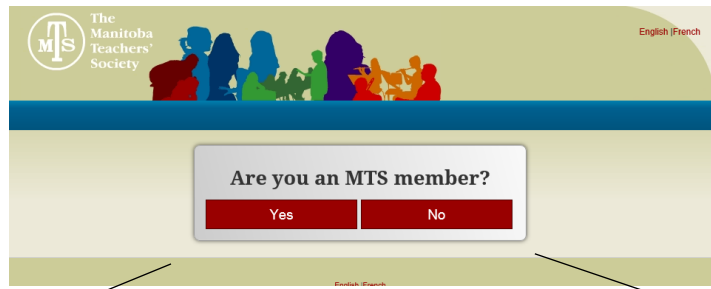 The
Manitoba
Teachers'
Society
MTS
English |French
Are you an MTS member?
Yes
No
English |French